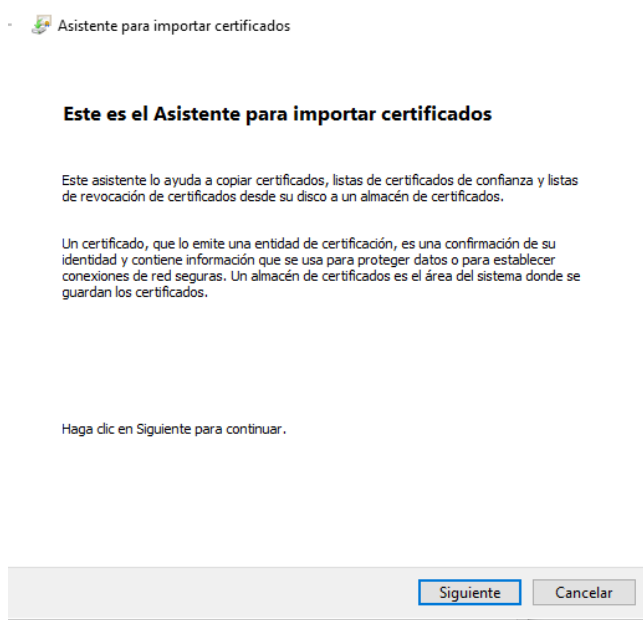 Asistente para importar certificados
Este es el Asistente para importar certificados
Este asistente lo ayuda a copiar certificados, listas de certificados de confianza y listas
de revocación de certificados desde su disco a un almacén de certificados.
Un certificado, que lo emite una entidad de certificación, es una confirmación de su
identidad y contiene información que se usa para proteger datos o para establecer
conexiones de red seguras. Un almacén de certificados es el área del sistema donde se
guardan los certificados.
Haga clic en Siguiente para continuar.
Siguiente Cancelar